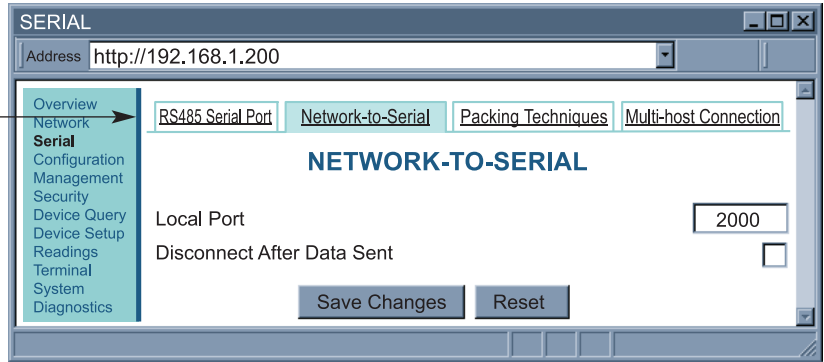 SERIAL
Address http://192.168.1.200
Overview
Network
Serial
Configuration
Management
Security
Device Query
Device Setup
Readings
Terminal
System
Diagnostics
RS485 Serial Port Network-to-Serial Packing Techniques Multi-host Connection
NETWORK-TO-SERIAL
Local Port 2000
Disconnect After Data Sent
Save Changes Reset